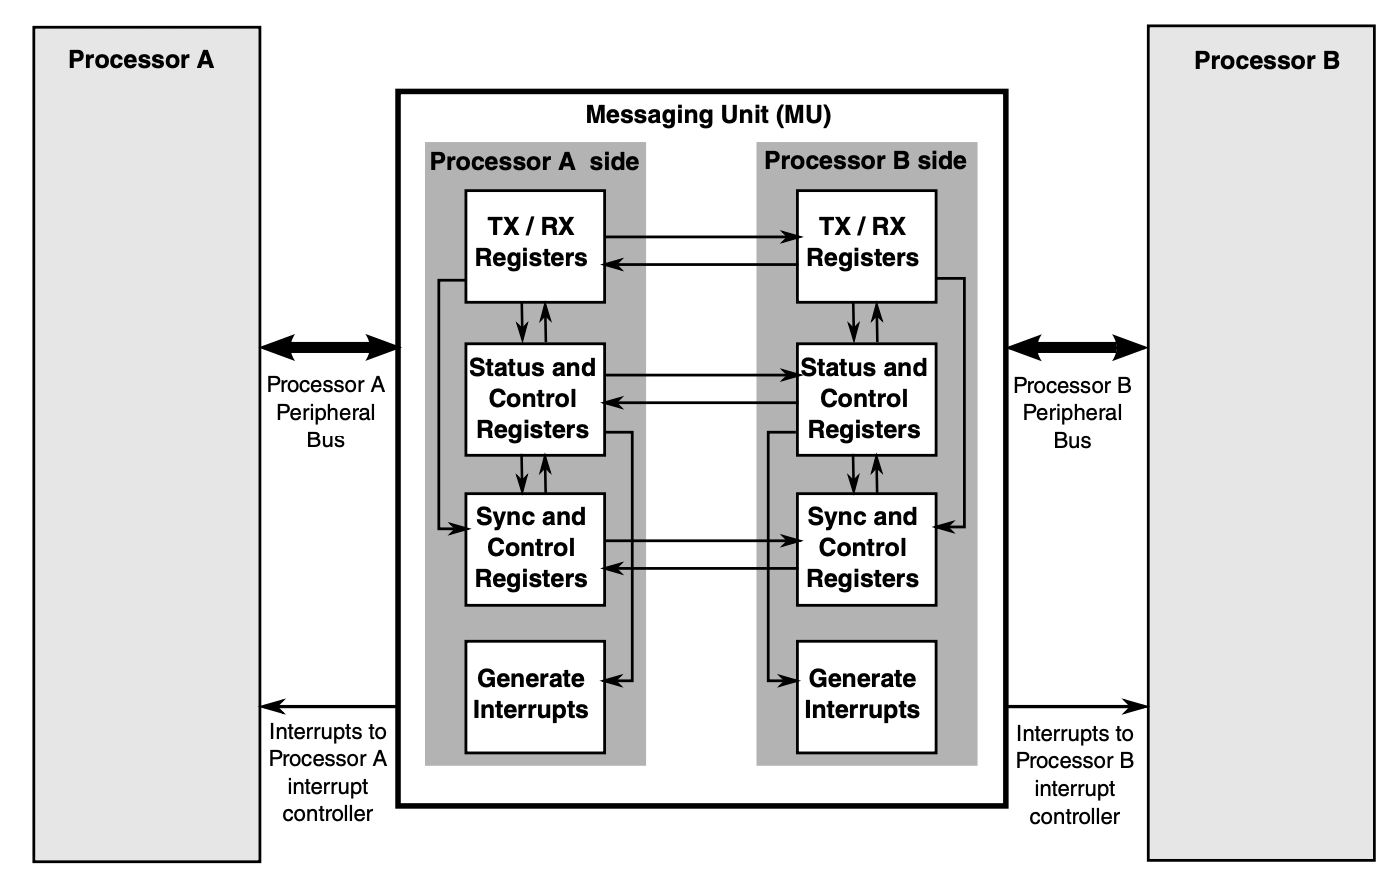 Processor A
Processor B
Messaging Unit (MU)
Processor A side
TX / RX
Registers
Status and
Control
Registers
Sync and
Control
Registers
Generate
Interrupts
Processor B side
TX / RX
Registers
Status and
Control
Registers
Sync and
Control
Registers
Generate
Interrupts
Processor A
Peripheral
Bus
Processor B
Peripheral
Bus
Interrupts to
Processor A
interrupt
controller
Interrupts to
Processor B
interrupt
controller